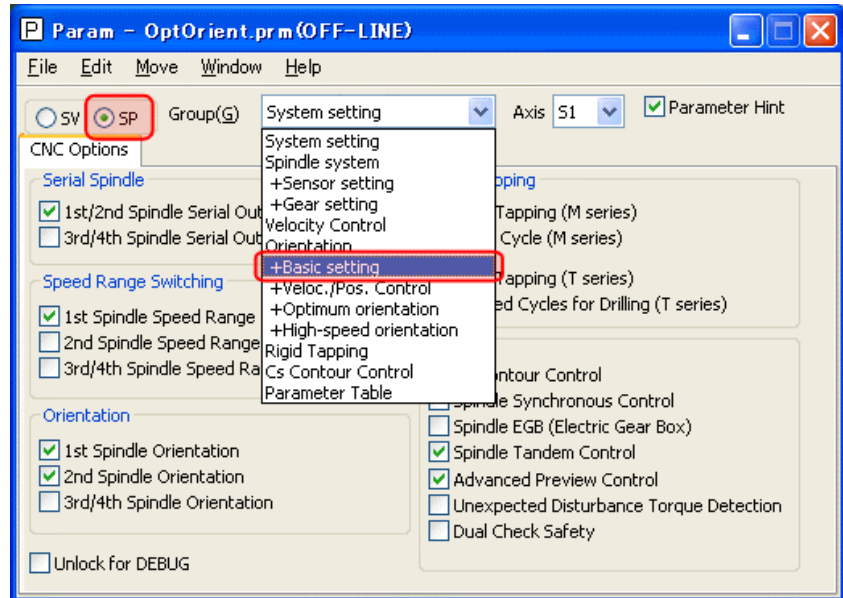 P Param - OptOrient.prm(OFF-LINE)
File Edit Move Window Help
SV SP Group(G) System setting Axis S1 Parameter Hint
CNC Options
System setting
Spindle system
+Sensor setting
+Gear setting
Velocity Control
Orientation
+Basic setting
+Veloc./Pos. Control
+Optimum orientation
+High-speed orientation
Rigid Tapping
Cs Contour Control
Parameter Table
Serial Spindle
1st/2nd Spindle Serial Out
3rd/4th Spindle Serial Out
Speed Range Switching
1st Spindle Speed Range
2nd Spindle Speed Range
3rd/4th Spindle Speed Ra
Orientation
1st Spindle Orientation
2nd Spindle Orientation
3rd/4th Spindle Orientation
Unlock for DEBUG
pping
Tapping (M series)
Cycle (M series)
apping (T series)
ed Cycles for Drilling (T series)
ntour Control
Spindle Synchronous Control
Spindle EGB (Electric Gear Box)
Spindle Tandem Control
Advanced Preview Control
Unexpected Disturbance Torque Detection
Dual Check Safety